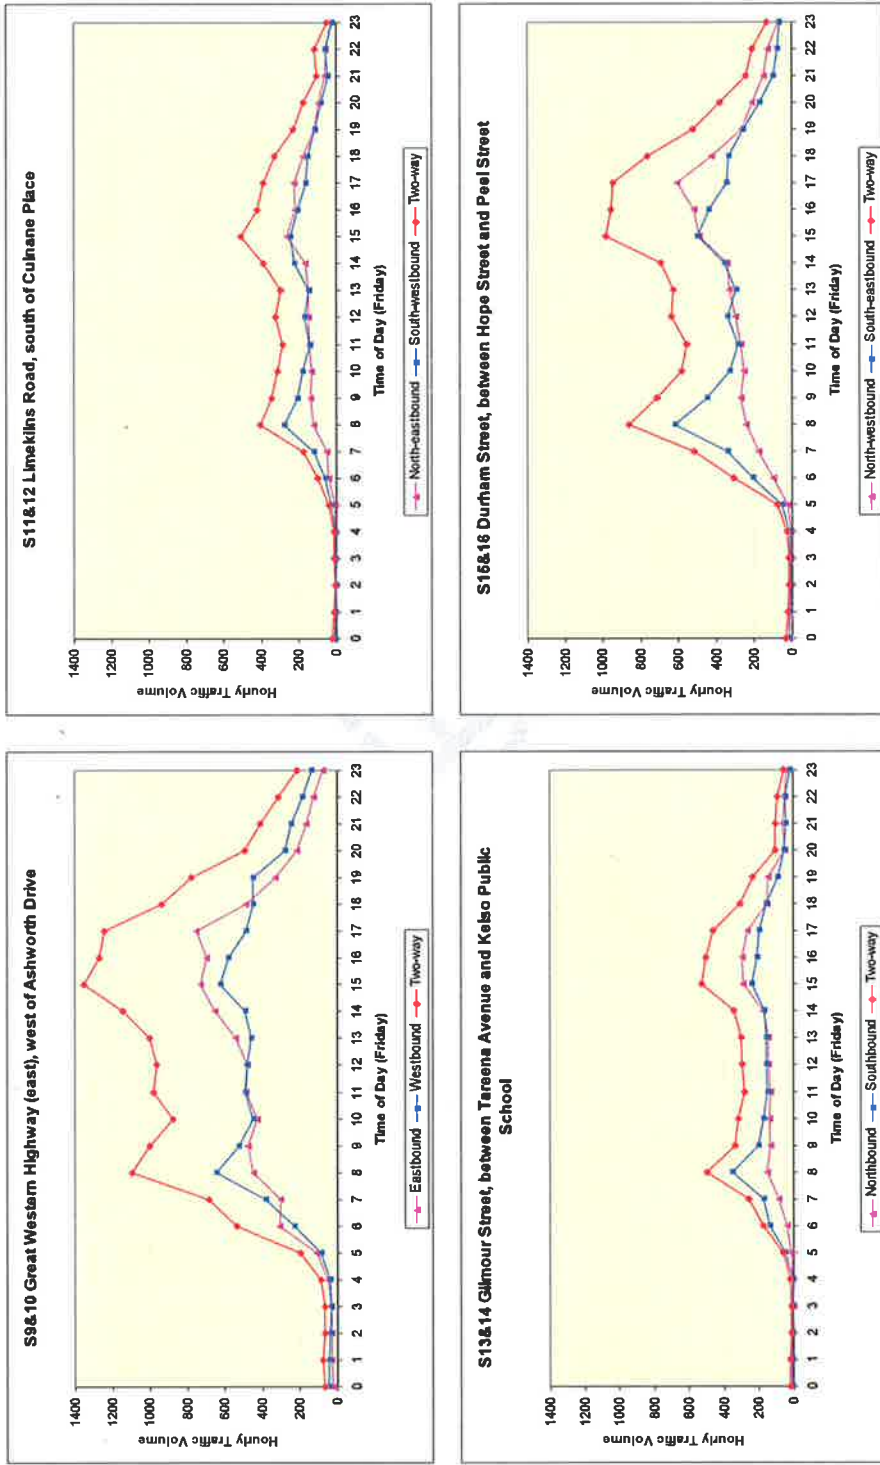 S9&10 Great Western Highway (east), west of Ashworth Drive
1400
1200
1000
800
600
400
200
0
Hourly Traffic Volume
0 1 2 3 4 5 6 7 8 9 10 11 12 13 14 15 16 17 18 19 20 21 22 23
Time of Day (Friday)
Eastbound Westbound Two-way
S11&12 Limekilns Road, south of Culnane Place
1400
1200
1000
800
600
400
200
0
Hourly Traffic Volume
0 1 2 3 4 5 6 7 8 9 10 11 12 13 14 15 16 17 18 19 20 21 22 23
Time of Day (Friday)
North-eastbound South-westbound Two-way
S13&14 Gilmour Street, between Tareena Avenue and Kelso Public
School
1400
1200
1000
800
600
400
200
0
Hourly Traffic Volume
0 1 2 3 4 5 6 7 8 9 10 11 12 13 14 15 16 17 18 19 20 21 22 23
Time of Day (Friday)
Northbound Southbound Two-way
S15&16 Durham Street, between Hope Street and Peel Street
1400
1200
1000
800
600
400
200
0
Hourly Traffic Volume
0 1 2 3 4 5 6 7 8 9 10 11 12 13 14 15 16 17 18 19 20 21 22 23
Time of Day (Friday)
North-westbound South-eastbound Two-way